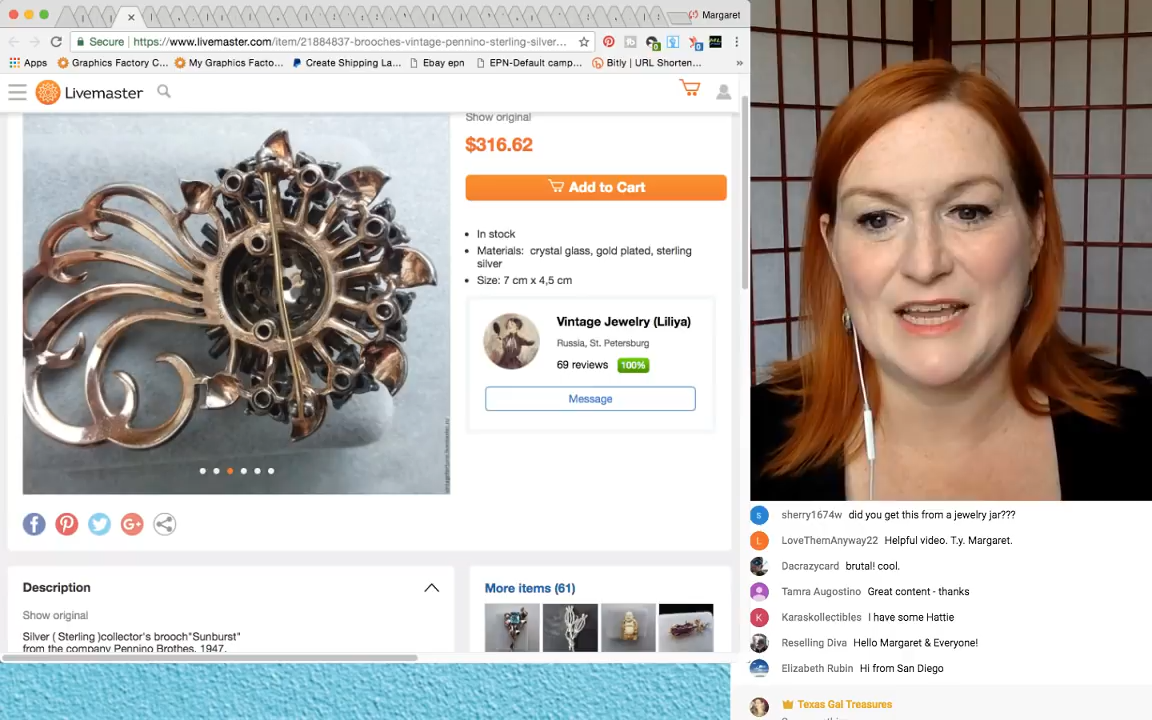 Margaret
Secure https://www.livemaster.com/item/21884837-brooches-vintage-pennino-sterling-silver...
Apps Graphics Factory C... My Graphics Facto... Create Shipping La... Ebay epn EPN-Default camp... Bitly | URL Shorten... »
Livemaster
Show original
$316.62
Add to Cart
In stock
Materials: crystal glass, gold plated, sterling
silver
Size: 7 cm x 4,5 cm
Vintage Jewelry (Liliya)
Russia, St. Petersburg
69 reviews 100%
Message
Description
Show original
Silver ( Sterling )collector's brooch"Sunburst"
from the company Pennino Brothes, 1947.
More items (61)
sherry1674w did you get this from a jewelry jar???
LoveThemAnyway22 Helpful video. T.y. Margaret.
Dacrazycard brutal! cool.
Tamra Augostino Great content - thanks
Karaskollectibles I have some Hattie
Reselling Diva Hello Margaret & Everyone!
Elizabeth Rubin Hi from San Diego
Texas Gal Treasures